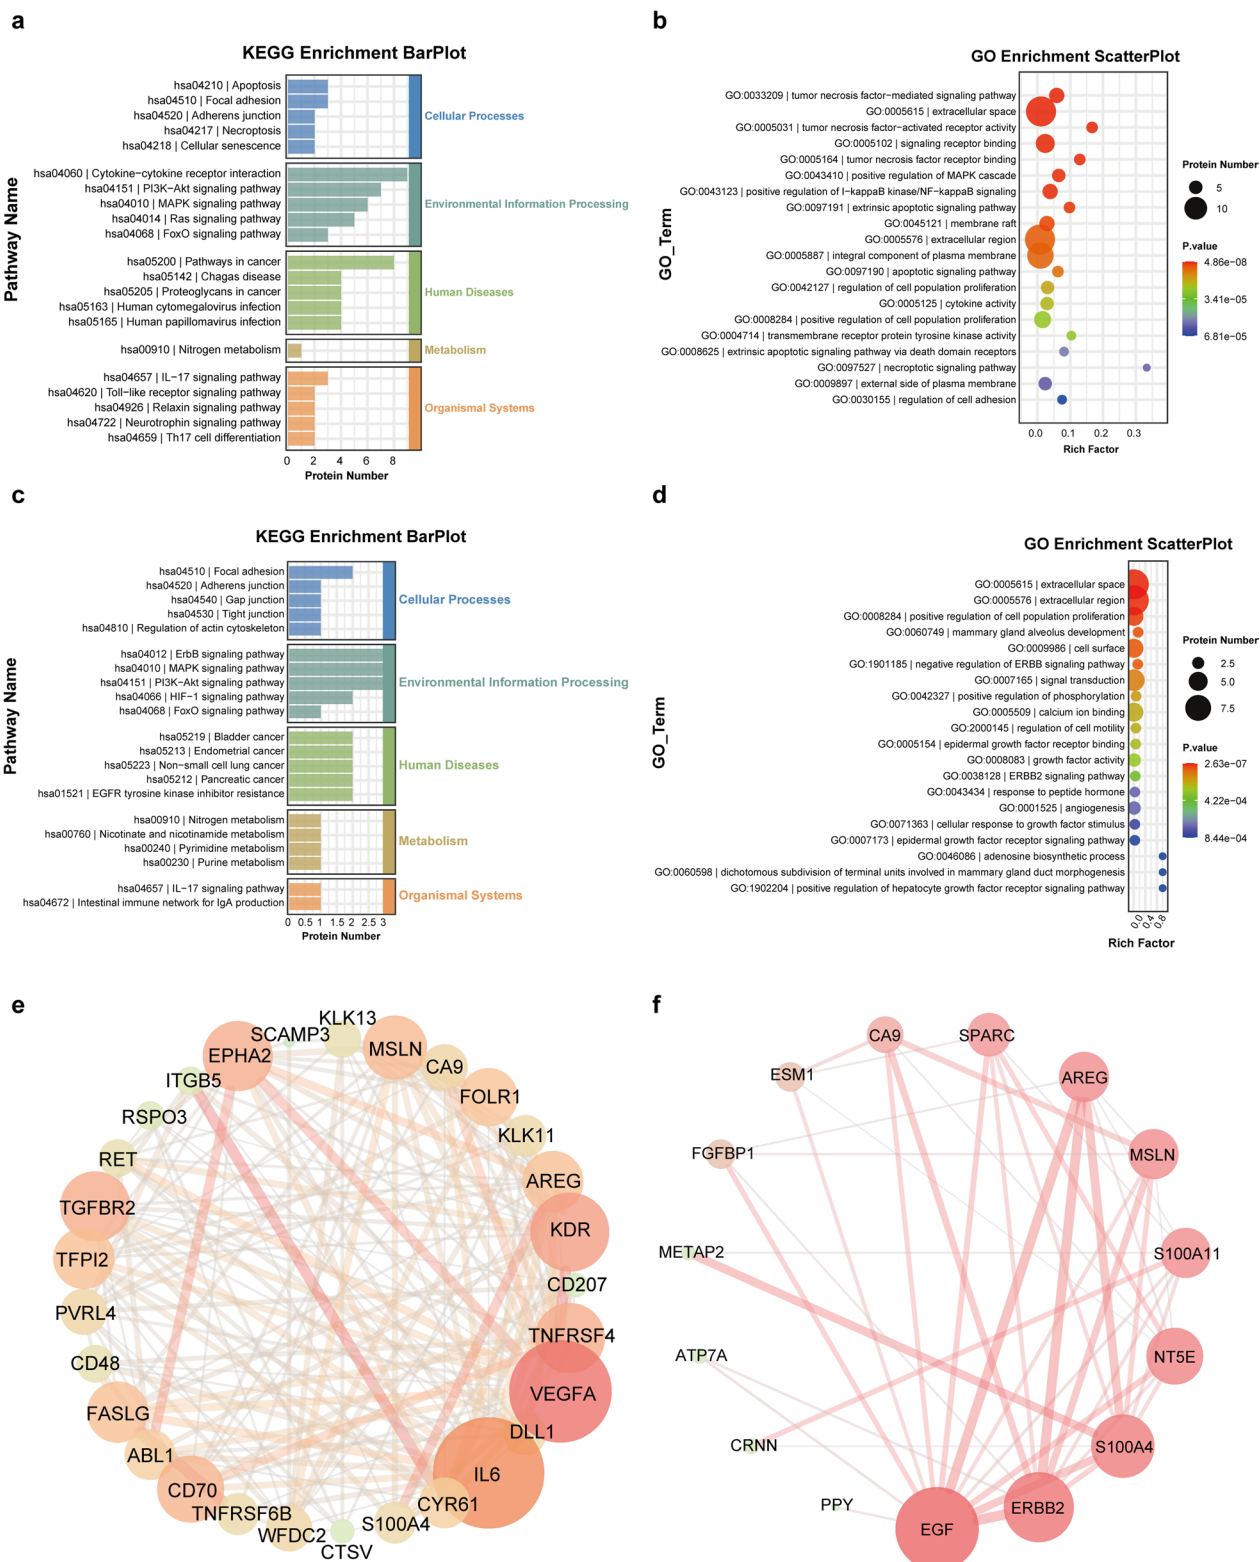 a
KEGG Enrichment BarPlot
Pathway Name
hsa04210 | Apoptosis
hsa04510 | Focal adhesion
hsa04520 | Adherens junction
hsa04217 | Necroptosis
hsa04218 | Cellular senescence
Cellular Processes
hsa04060 | Cytokine-cytokine receptor interaction
hsa04151 | PI3K-Akt signaling pathway
hsa04010 | MAPK signaling pathway
hsa04014 | Ras signaling pathway
hsa04068 | FoxO signaling pathway
Environmental Information Processing
hsa05200 | Pathways in cancer
hsa05142 | Chagas disease
hsa05205 | Proteoglycans in cancer
hsa05163 | Human cytomegalovirus infection
hsa05165 | Human papillomavirus infection
Human Diseases
hsa00910 | Nitrogen metabolism
Metabolism
hsa04657 | IL-17 signaling pathway
hsa04620 | Toll-like receptor signaling pathway
hsa04926 | Relaxin signaling pathway
hsa04722 | Neurotrophin signaling pathway
hsa04659 | Th17 cell differentiation
Organismal Systems
0 2 4 6 8
Protein Number
b
GO Enrichment ScatterPlot
GO_Term
GO:0033209 | tumor necrosis factor-mediated signaling pathway
GO:0005615 | extracellular space
GO:0005031 | tumor necrosis factor-activated receptor activity
GO:0005102 | signaling receptor binding
GO:0005164 | tumor necrosis factor receptor binding
GO:0043410 | positive regulation of MAPK cascade
GO:0043123 | positive regulation of I-kappaB kinase/NF-kappaB signaling
GO:0097191 | extrinsic apoptotic signaling pathway
GO:0045121 | membrane raft
GO:0005576 | extracellular region
GO:0005887 | integral component of plasma membrane
GO:0097190 | apoptotic signaling pathway
GO:0042127 | regulation of cell population proliferation
GO:0005125 | cytokine activity
GO:0008284 | positive regulation of cell population proliferation
GO:0004714 | transmembrane receptor protein tyrosine kinase activity
GO:0008625 | extrinsic apoptotic signaling pathway via death domain receptors
GO:0097527 | necroptotic signaling pathway
GO:0009897 | external side of plasma membrane
GO:0030155 | regulation of cell adhesion
0.0 0.1 0.2 0.3
Rich Factor
Protein Number
5
10
P.value
4.86e-08
3.41e-05
6.81e-05
c
KEGG Enrichment BarPlot
Pathway Name
hsa04510 | Focal adhesion
hsa04520 | Adherens junction
hsa04540 | Gap junction
hsa04530 | Tight junction
hsa04810 | Regulation of actin cytoskeleton
Cellular Processes
hsa04012 | ErbB signaling pathway
hsa04010 | MAPK signaling pathway
hsa04151 | PI3K-Akt signaling pathway
hsa04066 | HIF-1 signaling pathway
hsa04068 | FoxO signaling pathway
Environmental Information Processing
hsa05219 | Bladder cancer
hsa05213 | Endometrial cancer
hsa05223 | Non-small cell lung cancer
hsa05212 | Pancreatic cancer
hsa01521 | EGFR tyrosine kinase inhibitor resistance
Human Diseases
hsa00910 | Nitrogen metabolism
hsa00760 | Nicotinate and nicotinamide metabolism
hsa00240 | Pyrimidine metabolism
hsa00230 | Purine metabolism
Metabolism
hsa04657 | IL-17 signaling pathway
hsa04672 | Intestinal immune network for IgA production
Organismal Systems
0 0.5 1 1.5 2 2.5 3
Protein Number
d
GO Enrichment ScatterPlot
GO_Term
GO:0005615 | extracellular space
GO:0005576 | extracellular region
GO:0008284 | positive regulation of cell population proliferation
GO:0060749 | mammary gland alveolus development
GO:0009986 | cell surface
GO:1901185 | negative regulation of ERBB signaling pathway
GO:0007165 | signal transduction
GO:0042327 | positive regulation of phosphorylation
GO:0005509 | calcium ion binding
GO:2000145 | regulation of cell motility
GO:0005154 | epidermal growth factor receptor binding
GO:0008083 | growth factor activity
GO:0038128 | ERBB2 signaling pathway
GO:0043434 | response to peptide hormone
GO:0001525 | angiogenesis
GO:0071363 | cellular response to growth factor stimulus
GO:0007173 | epidermal growth factor receptor signaling pathway
GO:0046086 | adenosine biosynthetic process
GO:0060598 | dichotomous subdivision of terminal units involved in mammary gland duct morphogenesis
GO:1902204 | positive regulation of hepatocyte growth factor receptor signaling pathway
0.0 0.4 0.8
Rich Factor
Protein Number
2.5
5.0
7.5
P.value
2.63e-07
4.22e-04
8.44e-04
e
KLK13
SCAMP3
MSLN
EPHA2
CA9
ITGB5
FOLR1
RSPO3
KLK11
RET
AREG
TGFBR2
KDR
TFPI2
CD207
PVRL4
TNFRSF4
CD48
VEGFA
FASLG
DLL1
ABL1
IL6
CD70
CYR61
TNFRSF6B
S100A4
WFDC2
CTSV
f
CA9
SPARC
ESM1
AREG
FGFBP1
MSLN
METAP2
S100A11
ATP7A
NT5E
CRNN
S100A4
PPY
ERBB2
EGF